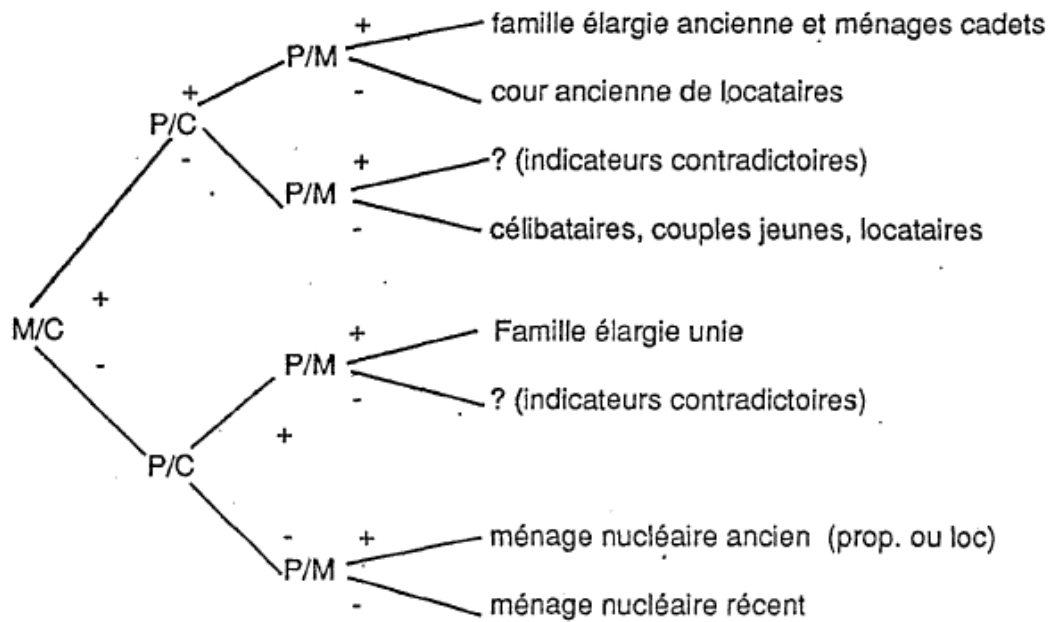 +
famille élargie ancienne et ménages cadets
P/M
-
cour ancienne de locataires
+
P/C
-
+
? (indicateurs contradictoires)
P/M
-
célibataires, couples jeunes, locataires
+
M/C
-
+
Famille élargie unie
P/M
-
? (indicateurs contradictoires)
+
P/C
-
+
ménage nucléaire ancien (prop. ou loc)
P/M
-
ménage nucléaire récent